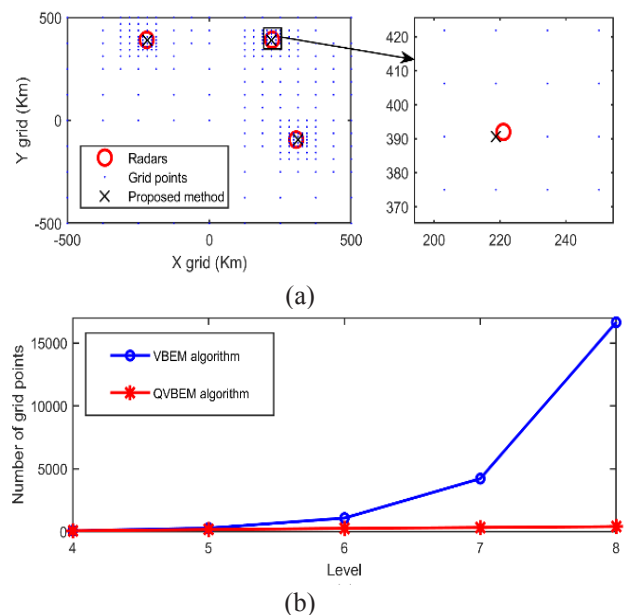 500
0
-500
-500
0
500
Y grid (Km)
X grid (Km)
Radars
Grid points
Proposed method
420
410
400
390
380
370
200
220
240
(a)
15000
10000
5000
0
4
5
6
7
8
Number of grid points
Level
VBEM algorithm
QVBEM algorithm
(b)